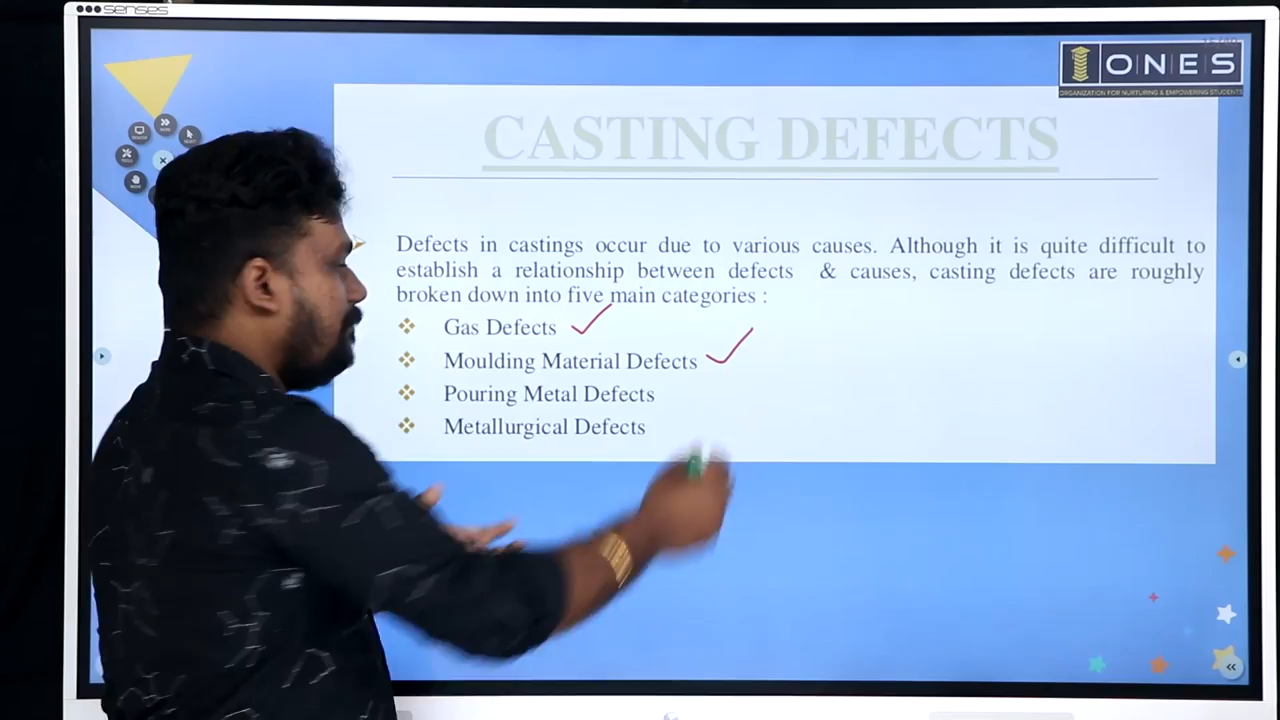 senses
ONES
ORGANIZATION FOR NURTURING & EMPOWERING STUDENTS
CASTING DEFECTS
Defects in castings occur due to various causes. Although it is quite difficult to
establish a relationship between defects & causes, casting defects are roughly
broken down into five main categories :
Gas Defects
Moulding Material Defects
Pouring Metal Defects
Metallurgical Defects